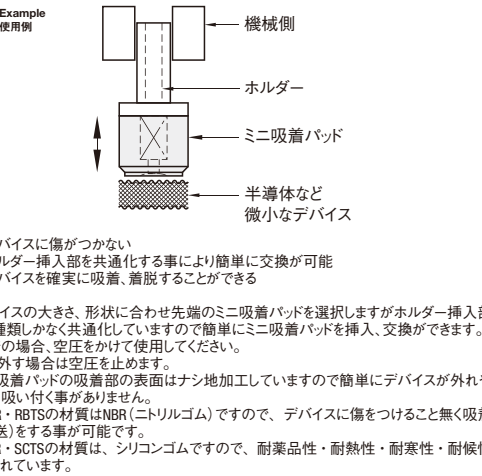 Example
使用例
機械側
ホルダー
ミニ吸着パッド
半導体など
微小なデバイス
バイスに傷がつかない
ルダー挿入部を共通化する事により簡単に交換が可能
バイスを確実に吸着、着脱することができる
イスの大きさ、形状に合わせ先端のミニ吸着パッドを選択しますがホルダー挿入部
種類しかなく共通化していますので簡単にミニ吸着パッドを挿入、交換ができます。
の場合、空圧をかけて使用してください。
外す場合は空圧を止めます。
吸着パッドの吸着部の表面はナシ地加工していますので簡単にデバイスが外れ
吸い付く事がありません。
・RBTSの材質はNBR(ニトリルゴム)ですので、デバイスに傷をつけること無く吸
送)をする事が可能です。
・SCTSの材質は、シリコンゴムですので、耐薬品性・耐熱性・耐寒性・耐候
れています。